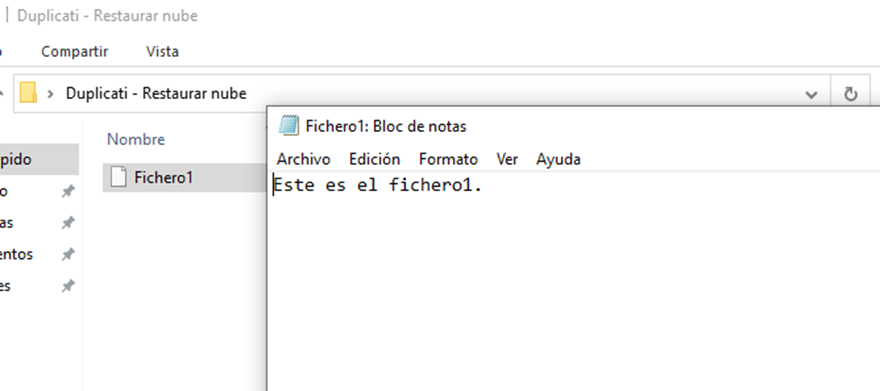 Duplicati - Restaurar nube
Compartir Vista
Duplicati - Restaurar nube
Nombre
Fichero1
pido
o
as
entos
es
Fichero1: Bloc de notas
Archivo Edición Formato Ver Ayuda
Este es el fichero1.